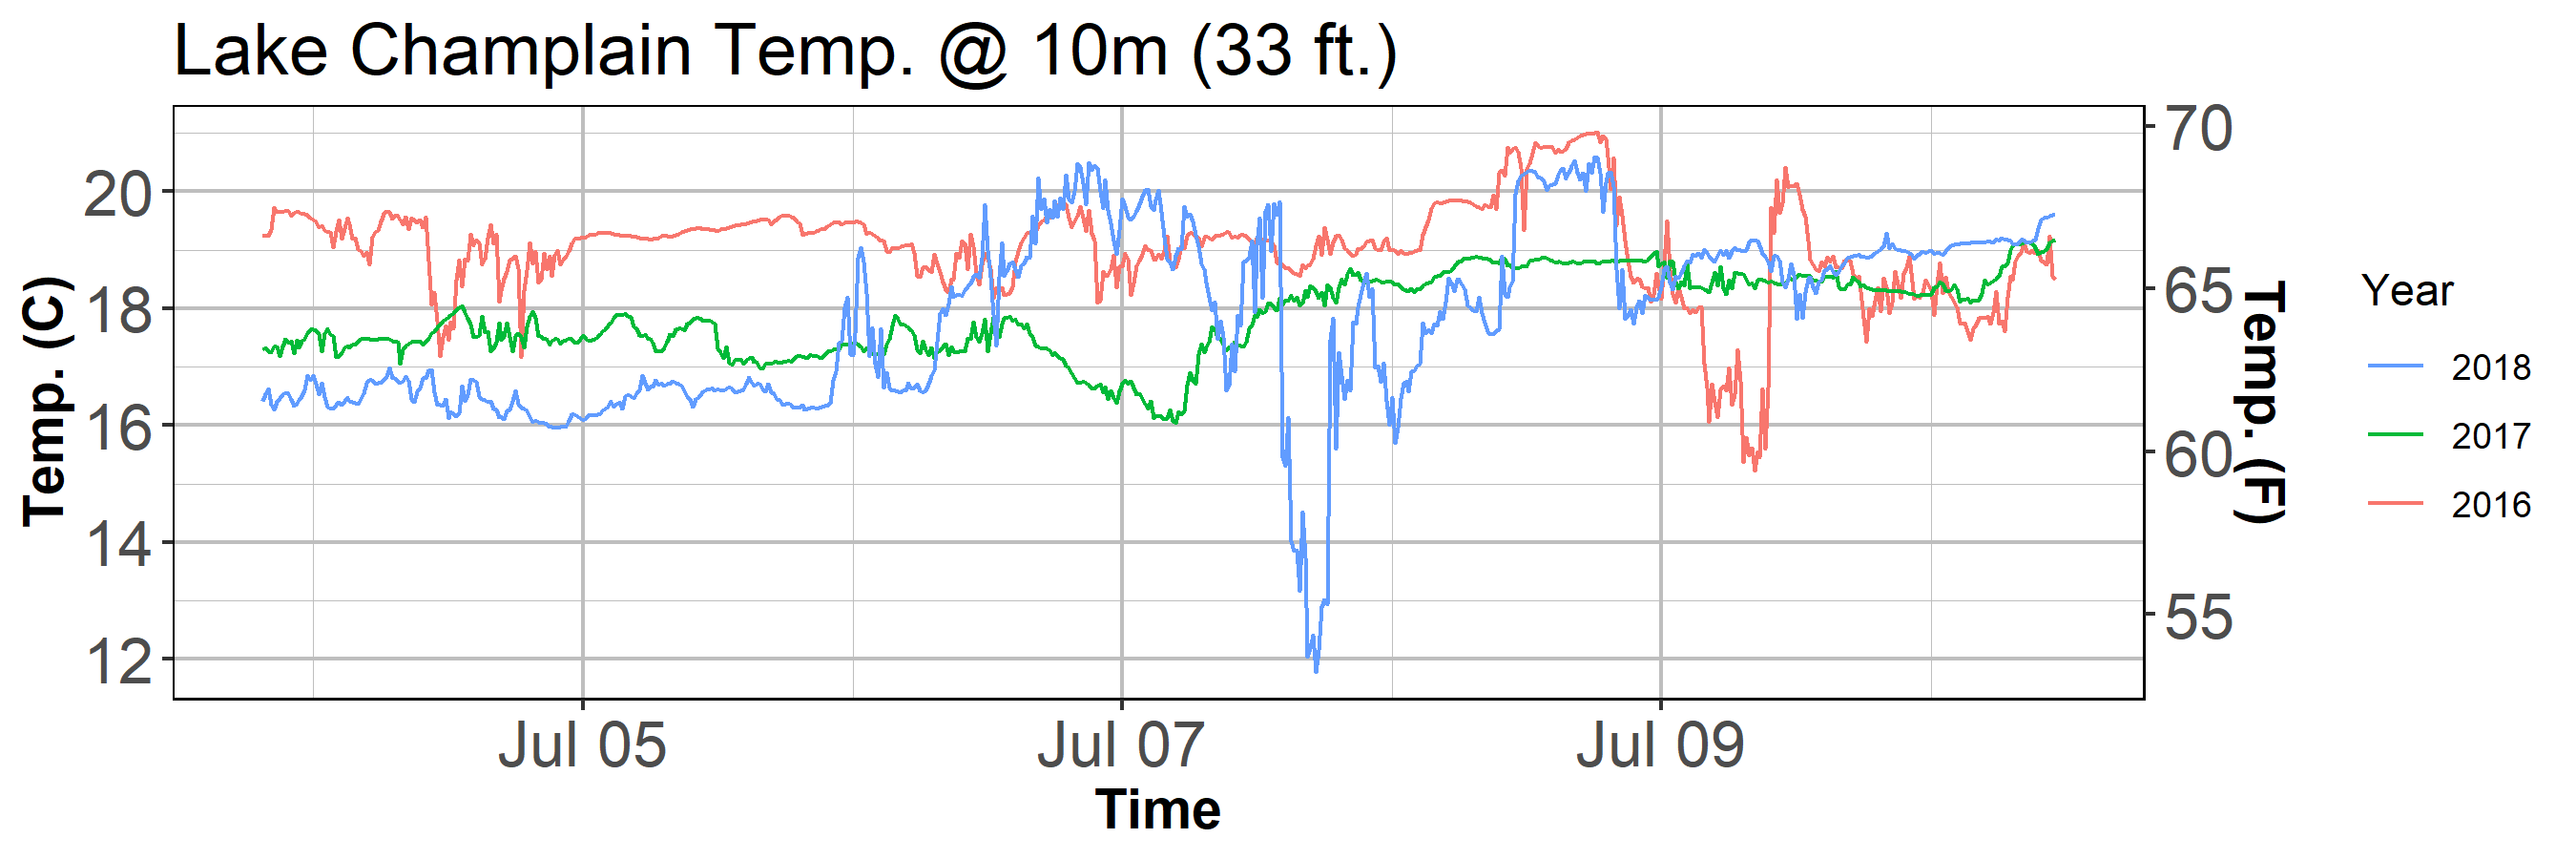 Lake Champlain Temp. @ 10m (33 ft.)
Temp. (C)
20
18
16
14
12
70
65
60
55
Temp. (F)
Jul 05
Jul 07
Jul 09
Time
Year
2018
2017
2016